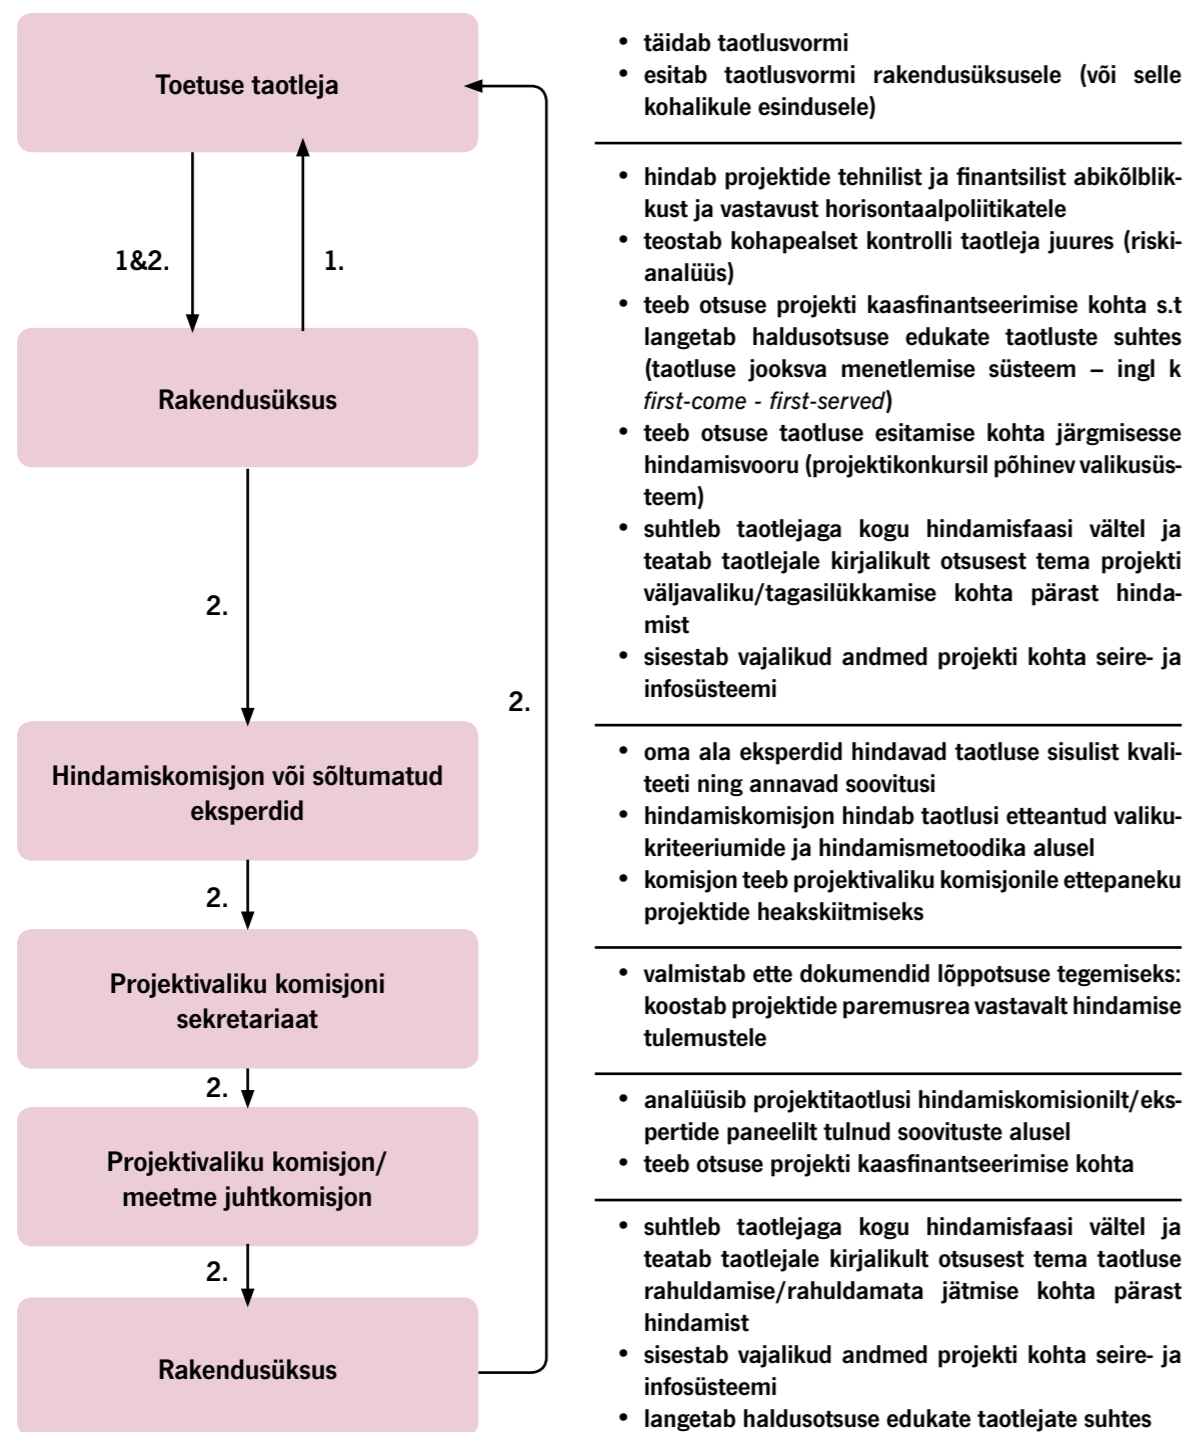 Toetuse taotleja
• täidab taotlusvormi
• esitab taotlusvormi rakendusüksusele (või selle
kohalikule esindusele)
1&2.
1.
Rakendusüksus
• hindab projektide tehnilist ja finantsilist abikõlblik-
kust ja vastavust horisontaalpoliitikatele
• teostab kohapealset kontrolli taotleja juures (riski-
analüüs)
• teeb otsuse projekti kaasfinantseerimise kohta s.t
langetab haldusotsuse edukate taotluste suhtes
(taotluse jooksva menetlemise süsteem – ingl k
first-come - first-served)
• teeb otsuse taotluse esitamise kohta järgmisesse
hindamisvooru (projektikonkursil põhinev valikusüs-
teem)
• suhtleb taotlejaga kogu hindamisfaasi vältel ja
teatab taotlejale kirjalikult otsusest tema projekti
väljavaliku/tagasilükkamise kohta pärast hinda-
mist
• sisestab vajalikud andmed projekti kohta seire- ja
infosüsteemi
2.
2.
Hindamiskomisjon või sõltumatud
eksperdid
• oma ala eksperdid hindavad taotluse sisulist kvali-
teeti ning annavad soovitusi
• hindamiskomisjon hindab taotlusi etteantud valiku-
kriteeriumide ja hindamismetoodika alusel
• komisjon teeb projektivaliku komisjonile ettepaneku
projektide heakskiitmiseks
2.
Projektivaliku komisjoni
sekretariaat
• valmistab ette dokumendid lõppotsuse tegemiseks:
koostab projektide paremusrea vastavalt hindamise
tulemustele
2.
Projektivaliku komisjon/
meetme juhtkomisjon
• analüüsib projektitaotlusi hindamiskomisionilt/eks-
pertide paneelilt tulnud soovituste alusel
• teeb otsuse projekti kaasfinantseerimise kohta
2.
Rakendusüksus
• suhtleb taotlejaga kogu hindamisfaasi vältel ja
teatab taotlejale kirjalikult otsusest tema taotluse
rahuldamise/rahuldamata jätmise kohta pärast
hindamist
• sisestab vajalikud andmed projekti kohta seire- ja
infosüsteemi
• langetab haldusotsuse edukate taotlejate suhtes